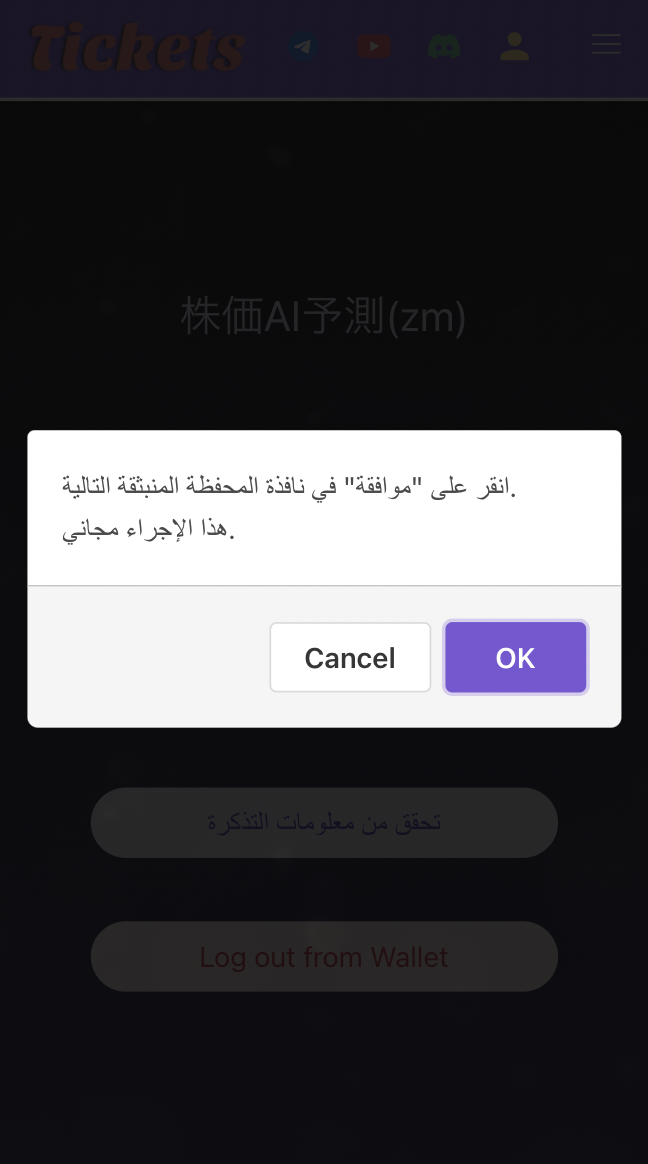 Tickets
株価AI予測(zm)
انقر على "موافقة" في نافذة المحفظة المنبثقة التالية.
هذا الإجراء مجاني.
Cancel
OK
تحقق من معلومات التذكرة
Log out from Wallet